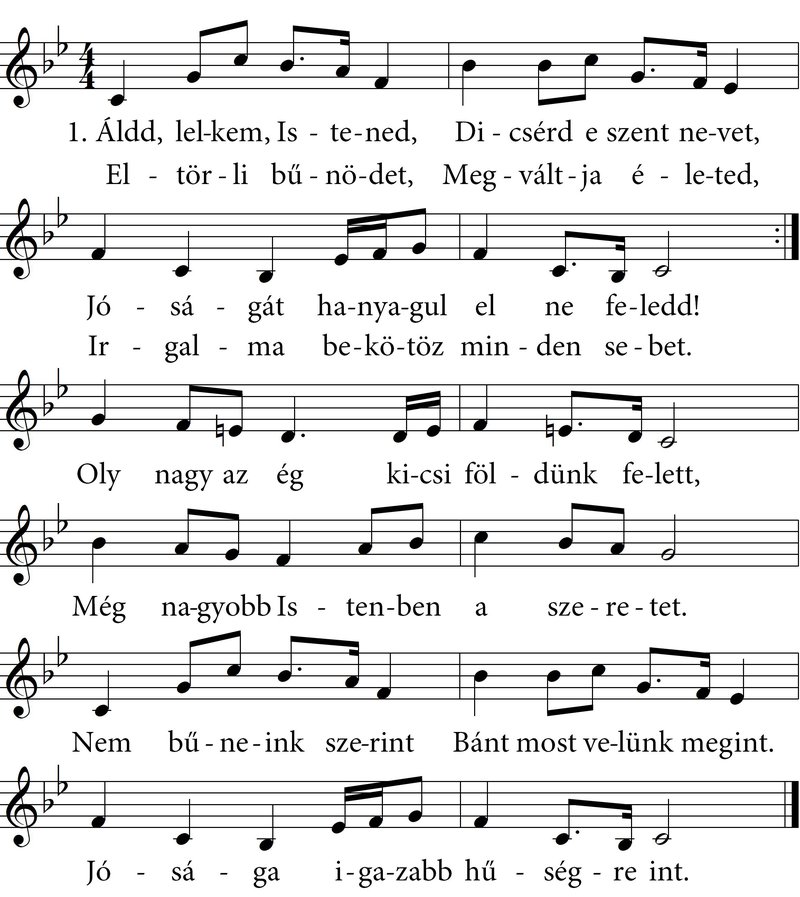 4
4
1. Áldd, lel-kem, Is - te-ned, Di - csérd e szent ne-vet,
El - tör - li bű - nö-det, Meg - vált - ja é - le-ted,
Jó - sá - gát ha-nya-gul el ne fe-ledd!
Ir - gal - ma be-kö-töz min - den se - bet.
Oly nagy az ég ki-csi föl - dünk fe-lett,
Még na-gyobb Is - ten-ben a sze - re - tet.
Nem bű - ne - ink sze-rint Bánt most ve-lünk megint.
Jó - sá - ga i - ga-zabb hű - ség - re int.